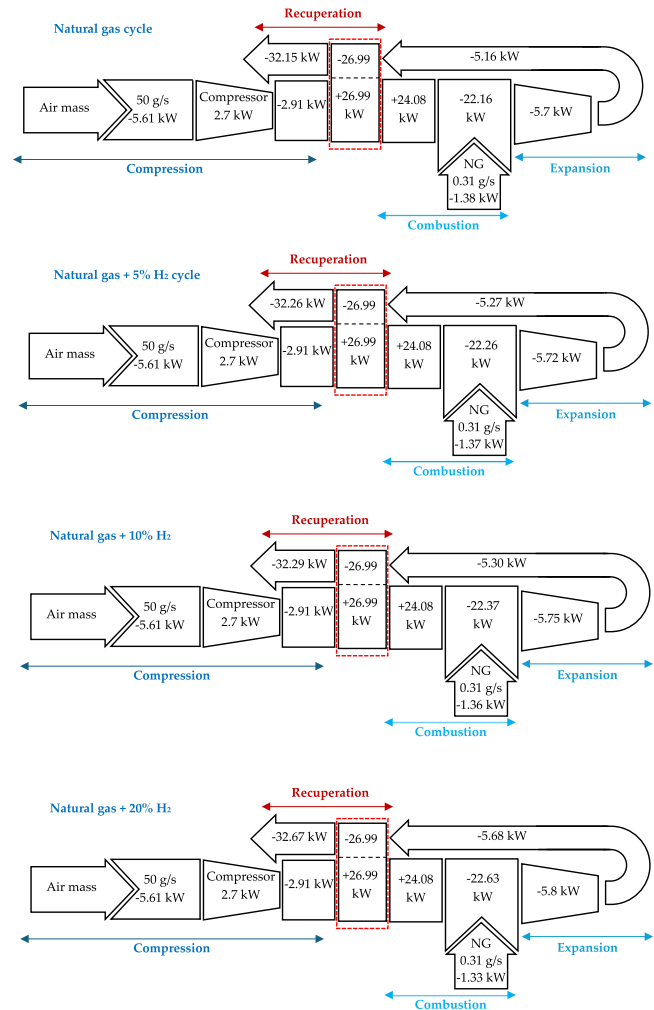 Recuperation
Natural gas cycle
-32.15 kW
-26.99
-5.16 kW
Air mass
50 g/s
-5.61 kW
Compressor
2.7 kW
-2.91 kW
+26.99
kW
+24.08
kW
-22.16
kW
-5.7 kW
NG
0.31 g/s
-1.38 kW
Compression
Expansion
Combustion
Recuperation
Natural gas + 5% H₂ cycle
-32.26 kW
-26.99
-5.27 kW
Air mass
50 g/s
-5.61 kW
Compressor
2.7 kW
-2.91 kW
+26.99
kW
+24.08
kW
-22.26
kW
-5.72 kW
NG
0.31 g/s
-1.37 kW
Compression
Expansion
Combustion
Recuperation
Natural gas + 10% H₂
-32.29 kW
-26.99
-5.30 kW
Air mass
50 g/s
-5.61 kW
Compressor
2.7 kW
-2.91 kW
+26.99
kW
+24.08
kW
-22.37
kW
-5.75 kW
NG
0.31 g/s
-1.36 kW
Compression
Expansion
Combustion
Recuperation
Natural gas + 20% H₂
-32.67 kW
-26.99
-5.68 kW
Air mass
50 g/s
-5.61 kW
Compressor
2.7 kW
-2.91 kW
+26.99
kW
+24.08
kW
-22.63
kW
-5.8 kW
NG
0.31 g/s
-1.33 kW
Compression
Expansion
Combustion